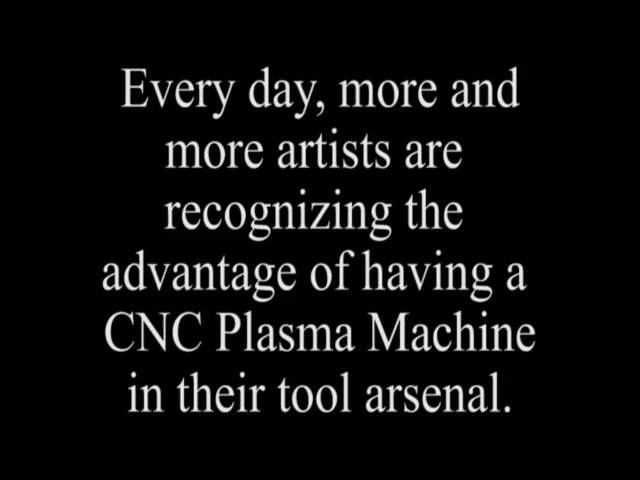 Every day, more and
more artists are
recognizing the
advantage of having a
CNC Plasma Machine
in their tool arsenal.